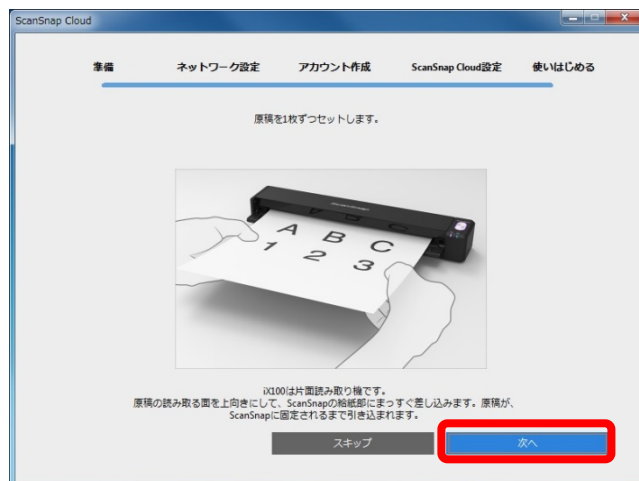 ScanSnap Cloud
準備 ネットワーク設定 アカウント作成 ScanSnap Cloud設定 使いはじめる
原稿を1枚ずつセットします。
ScanSnap
A B C
1 2 3
iX100は片面読み取り機です。
原稿の読み取る面を上向きにして、ScanSnapの給紙部にまっすぐ差し込みます。原稿が、
ScanSnapに固定されるまで引き込まれます。
スキップ 次へ